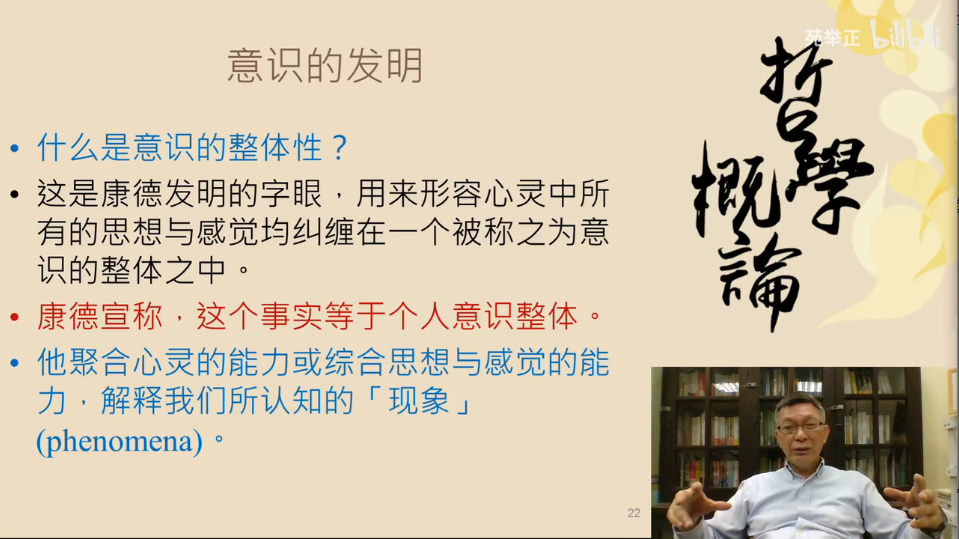 苑举正 bilibili
意识的发明
• 什么是意识的整体性？
• 这是康德发明的字眼，用来形容心灵中所
有的思想与感觉均纠缠在一个被称之为意
识的整体之中。
• 康德宣称，这个事实等于个人意识整体。
• 他聚合心灵的能力或综合思想与感觉的能
力，解释我们所认知的「现象」
(phenomena)。
哲學
概論
22